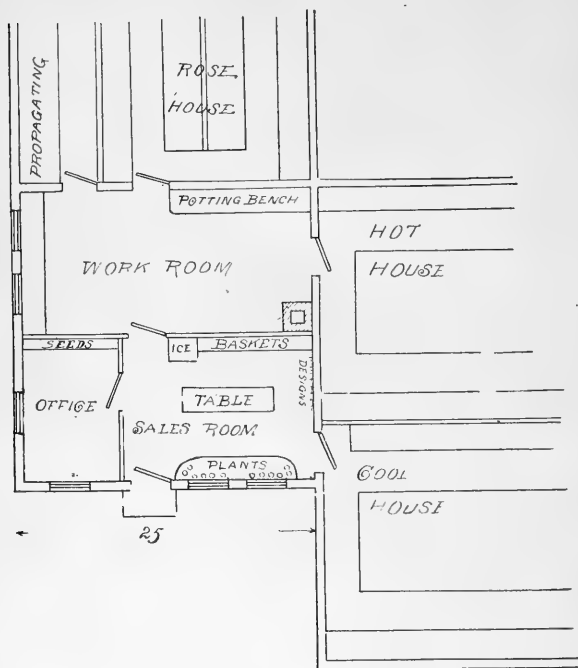 PROPAGATING
ROSE
HOUSE
POTTING BENCH
HOT
HOUSE
WORK ROOM
SEEDS
ICE
BASKETS
DESIGNS
OFFICE
TABLE
SALES ROOM
PLANTS
COOL
HOUSE
25